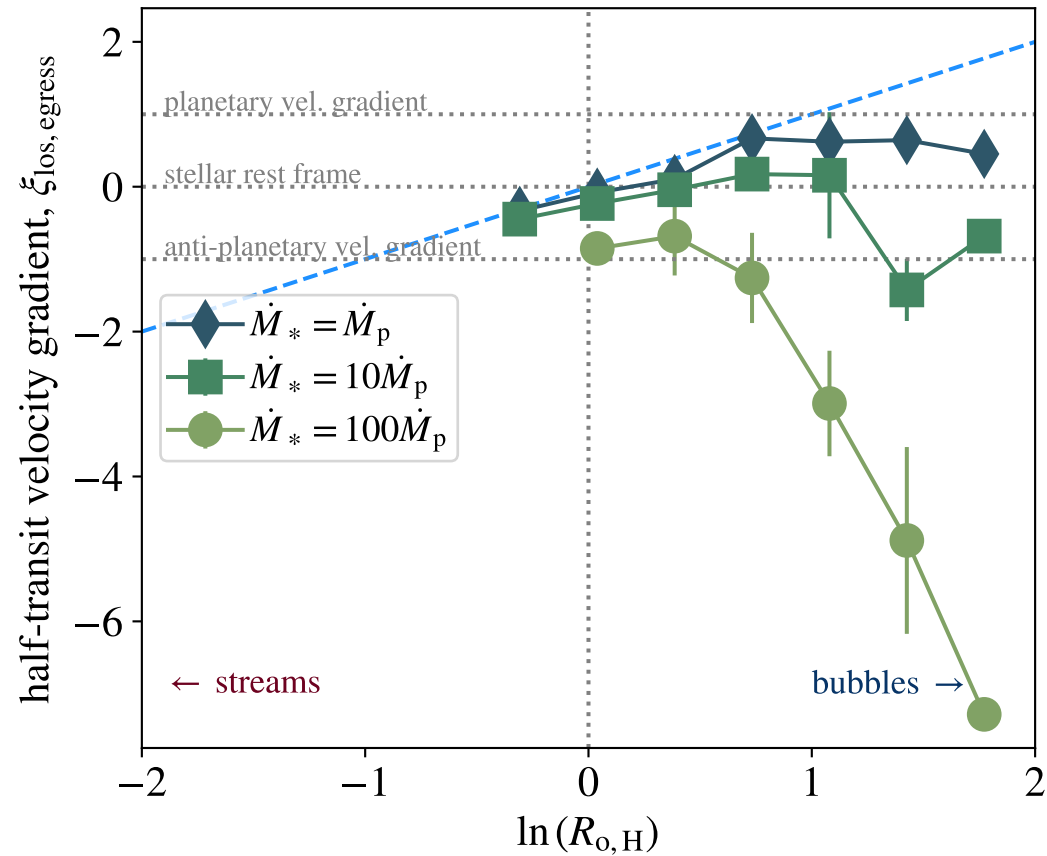 2
0
−2
−4
−6
half-transit velocity gradient, ξlos,egress
planetary vel. gradient
stellar rest frame
anti-planetary vel. gradient
Ṁ* = Ṁp
Ṁ* = 10Ṁp
Ṁ* = 100Ṁp
← streams
bubbles →
−2
−1
0
1
2
ln(Ro,H)